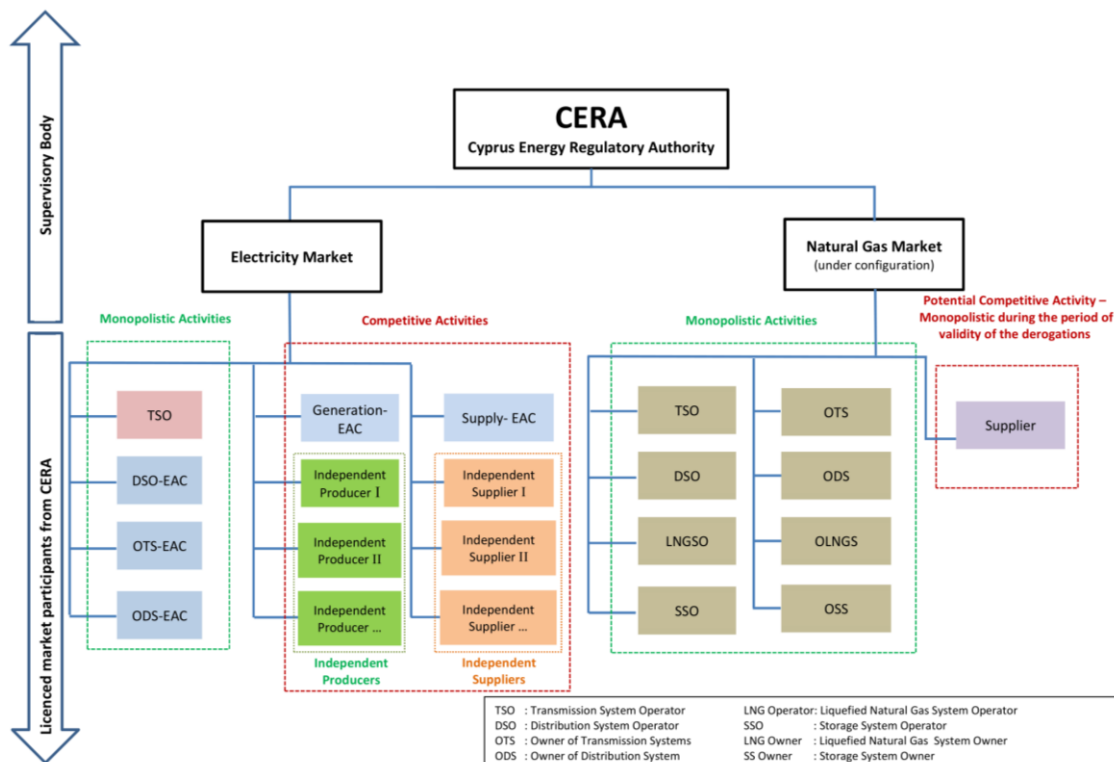 Supervisory Body
CERA
Cyprus Energy Regulatory Authority
Electricity Market
Natural Gas Market
(under configuration)
Licenced market participants from CERA
Monopolistic Activities
Competitive Activities
Monopolistic Activities
Potential Competitive Activity –
Monopolistic during the period of
validity of the derogations
TSO
DSO-EAC
OTS-EAC
ODS-EAC
Generation-
EAC
Independent
Producer I
Independent
Producer II
Independent
Producer ...
Independent
Producers
Supply- EAC
Independent
Supplier I
Independent
Supplier II
Independent
Supplier ...
Independent
Suppliers
TSO
DSO
LNGSO
SSO
OTS
ODS
OLNGS
OSS
Supplier
TSO : Transmission System Operator
DSO : Distribution System Operator
OTS : Owner of Transmission Systems
ODS : Owner of Distribution System
LNG Operator: Liquefied Natural Gas System Operator
SSO : Storage System Operator
LNG Owner : Liquefied Natural Gas System Owner
SS Owner : Storage System Owner